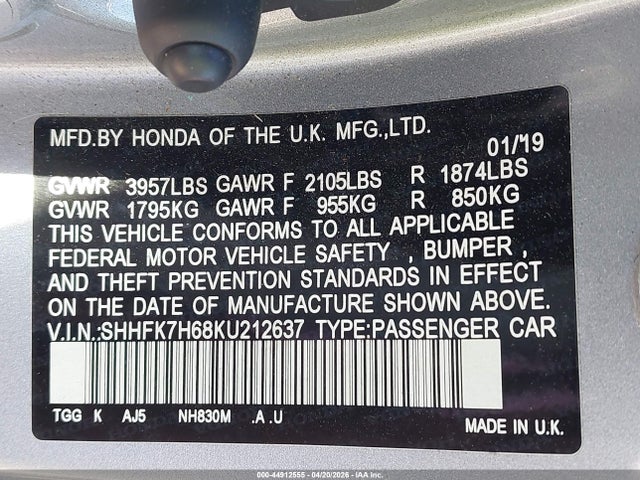 MFD.BY HONDA OF THE U.K. MFG.,LTD.
01/'19
GVWR 3957LBS GAWR F 2105LBS R 1874LBS
GVWR 1795KG GAWR F 955KG R 850KG
THIS VEHICLE CONFORMS TO ALL APPLICABLE
FEDERAL MOTOR VEHICLE SAFETY , BUMPER ,
AND THEFT PREVENTION STANDARDS IN EFFECT
ON THE DATE OF MANUFACTURE SHOWN ABOVE.
V.I.N.:SHHFK7H68KU212637 TYPE:PASSENGER CAR
TGG K AJ5 NH830M .A .U
MADE IN U.K.
000-44912555 - 04/20/2026 - IAA Inc.